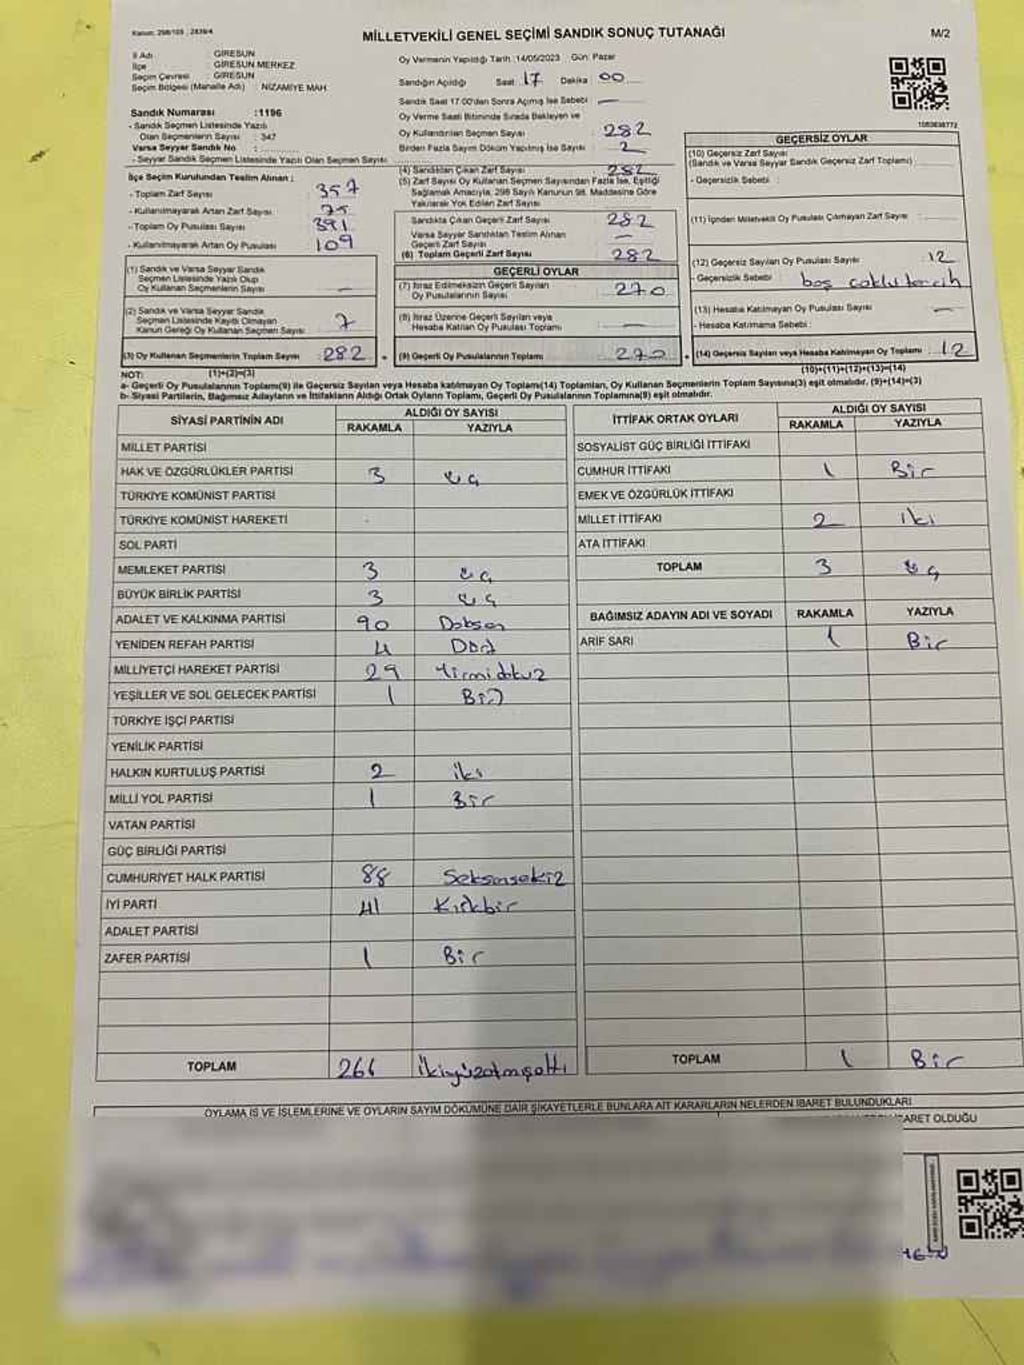 Kanun: 298/105 , 2839/4
MİLLETVEKİLİ GENEL SEÇİMİ SANDIK SONUÇ TUTANAĞI
M/2
İl Adı : GİRESUN
İlçe : GİRESUN MERKEZ
Seçim Çevresi : GİRESUN
Seçim Bölgesi (Mahalle Adı) : NİZAMİYE MAH.
Sandık Numarası :1196
- Sandık Seçmen Listesinde Yazılı
Olan Seçmenlerin Sayısı : 347
Varsa Seyyar Sandık No :
- Seyyar Sandık Seçmen Listesinde Yazılı Olan Seçmen Sayısı :
Oy Vermenin Yapıldığı Tarih :14/05/2023 Gün: Pazar
Sandığın Açıldığı Saat: 17 Dakika : 00
Sandık Saat 17:00'dan Sonra Açılmış İse Sebebi : —
Oy Verme Saati Bitiminde Sırada Bekleyen ve
Oy Kullandırılan Seçmen Sayısı : 282
Birden Fazla Sayım Döküm Yapılmış İse Sayısı : 2
İlçe Seçim Kurulundan Teslim Alınan :
- Toplam Zarf Sayısı : 357
- Kullanılmayarak Artan Zarf Sayısı : 75
- Toplam Oy Pusulası Sayısı : 391
- Kullanılmayarak Artan Oy Pusulası : 109
(1) Sandık ve Varsa Seyyar Sandık
Seçmen Listesinde Yazılı Olup
Oy Kullanan Seçmenlerin Sayısı : —
(2) Sandık ve Varsa Seyyar Sandık
Seçmen Listesinde Kayıtlı Olmayan
Kanun Gereği Oy Kullanan Seçmen Sayısı : 7
(3) Oy Kullanan Seçmenlerin Toplam Sayısı : 282
(1)+(2)=(3)
(4) Sandıktan Çıkan Zarf Sayısı : 282
(5) Zarf Sayısı Oy Kullanan Seçmen Sayısından Fazla İse, Eşitliği
Sağlamak Amacıyla, 298 Sayılı Kanunun 98. Maddesine Göre
Yakılarak Yok Edilen Zarf Sayısı :
Sandıkta Çıkan Geçerli Zarf Sayısı : 282
Varsa Seyyar Sandıktan Teslim Alınan
Geçerli Zarf Sayısı : —
(6) Toplam Geçerli Zarf Sayısı : 282
GEÇERLİ OYLAR
(7) İtiraz Edilmeksizin Geçerli Sayılan
Oy Pusulalarının Sayısı : 270
(8) İtiraz Üzerine Geçerli Sayılan veya
Hesaba Katılan Oy Pusulası Toplamı : —
(9) Geçerli Oy Pusulalarının Toplamı : 270
1083636772
GEÇERSİZ OYLAR
(10) Geçersiz Zarf Sayısı
(Sandık ve Varsa Seyyar Sandık Geçersiz Zarf Toplamı) :
- Geçersizlik Sebebi :
(11) İçinden Milletvekili Oy Pusulası Çıkmayan Zarf Sayısı :
(12) Geçersiz Sayılan Oy Pusulası Sayısı : 12
- Geçersizlik Sebebi : boş çoklu tercih
(13) Hesaba Katılmayan Oy Pusulası Sayısı : —
- Hesaba Katılmama Sebebi :
(14) Geçersiz Sayılan veya Hesaba Katılmayan Oy Toplamı : 12
(10)+(11)+(12)+(13)=(14)
NOT:
a- Geçerli Oy Pusulalarının Toplamı(9) ile Geçersiz Sayılan veya Hesaba katılmayan Oy Toplamı(14) Toplamları, Oy Kullanan Seçmenlerin Toplam Sayısına(3) eşit olmalıdır. (9)+(14)=(3)
b- Siyasi Partilerin, Bağımsız Adayların ve İttifakların Aldığı Ortak Oyların Toplamı, Geçerli Oy Pusulalarının Toplamına(9) eşit olmalıdır.
SİYASİ PARTİNİN ADI ALDIĞI OY SAYISI
RAKAMLA YAZIYLA
MİLLET PARTİSİ
HAK VE ÖZGÜRLÜKLER PARTİSİ 3 üç
TÜRKİYE KOMÜNİST PARTİSİ
TÜRKİYE KOMÜNİST HAREKETİ
SOL PARTİ
MEMLEKET PARTİSİ 3 üç
BÜYÜK BİRLİK PARTİSİ 3 üç
ADALET VE KALKINMA PARTİSİ 90 Doksan
YENİDEN REFAH PARTİSİ 4 Dört
MİLLİYETÇİ HAREKET PARTİSİ 29 Yirmidokuz
YEŞİLLER VE SOL GELECEK PARTİSİ 1 Bir
TÜRKİYE İŞÇİ PARTİSİ
YENİLİK PARTİSİ
HALKIN KURTULUŞ PARTİSİ 2 iki
MİLLİ YOL PARTİSİ 1 Bir
VATAN PARTİSİ
GÜÇ BİRLİĞİ PARTİSİ
CUMHURİYET HALK PARTİSİ 88 Seksensekiz
İYİ PARTİ 41 Kırkbir
ADALET PARTİSİ
ZAFER PARTİSİ 1 Bir
TOPLAM 266 İkiyüzatmışaltı
İTTİFAK ORTAK OYLARI ALDIĞI OY SAYISI
RAKAMLA YAZIYLA
SOSYALİST GÜÇ BİRLİĞİ İTTİFAKI
CUMHUR İTTİFAKI 1 Bir
EMEK VE ÖZGÜRLÜK İTTİFAKI
MİLLET İTTİFAKI 2 İki
ATA İTTİFAKI
TOPLAM 3 üç
BAĞIMSIZ ADAYIN ADI VE SOYADI RAKAMLA YAZIYLA
ARİF SARI 1 Bir
TOPLAM 1 Bir
OYLAMA İŞ VE İŞLEMLERİNE VE OYLARIN SAYIM DÖKÜMÜNE DAİR ŞİKAYETLERLE BUNLARA AİT KARARLARIN NELERDEN İBARET BULUNDUKLARI
ARET OLDUĞU